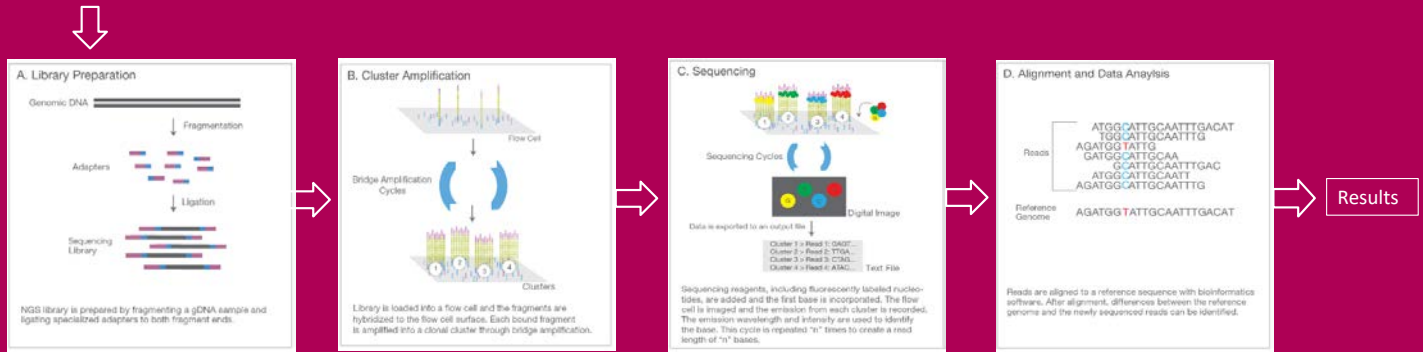 A. Library Preparation
Genomic DNA
Fragmentation
Adapters
Ligation
Sequencing
Library
NGS library is prepared by fragmenting a gDNA sample and
ligating specialized adapters to both fragment ends.
B. Cluster Amplification
Flow Cell
Bridge Amplification
Cycles
1 2 3 4
Clusters
Library is loaded into a flow cell and the fragments are
hybridized to the flow cell surface. Each bound fragment
is amplified into a clonal cluster through bridge amplification.
C. Sequencing
1 2 3 4
Sequencing Cycles
Digital Image
Data is exported to an output file
Cluster 1 > Read 1: GAGT...
Cluster 2 > Read 2: TTGA...
Cluster 3 > Read 3: CTAG...
Cluster 4 > Read 4: ATAC...
Text File
Sequencing reagents, including fluorescently labeled nucleo-
tides, are added and the first base is incorporated. The flow
cell is imaged and the emission from each cluster is recorded.
The emission wavelength and intensity are used to identify
the base. This cycle is repeated "n" times to create a read
length of "n" bases.
D. Alignment and Data Anaylsis
ATGGCATTGCAATTTGACAT
TGGCATTGCAATTTG
AGATGGTATTG
Reads
GATGGCATTGCAA
GCATTGCAATTTGAC
ATGGCATTGCAATT
AGATGGCATTGCAATTTG
Reference
Genome
AGATGGTATTGCAATTTGACAT
Reads are aligned to a reference sequence with bioinformatics
software. After alignment, differences between the reference
genome and the newly sequenced reads can be identified.
Results